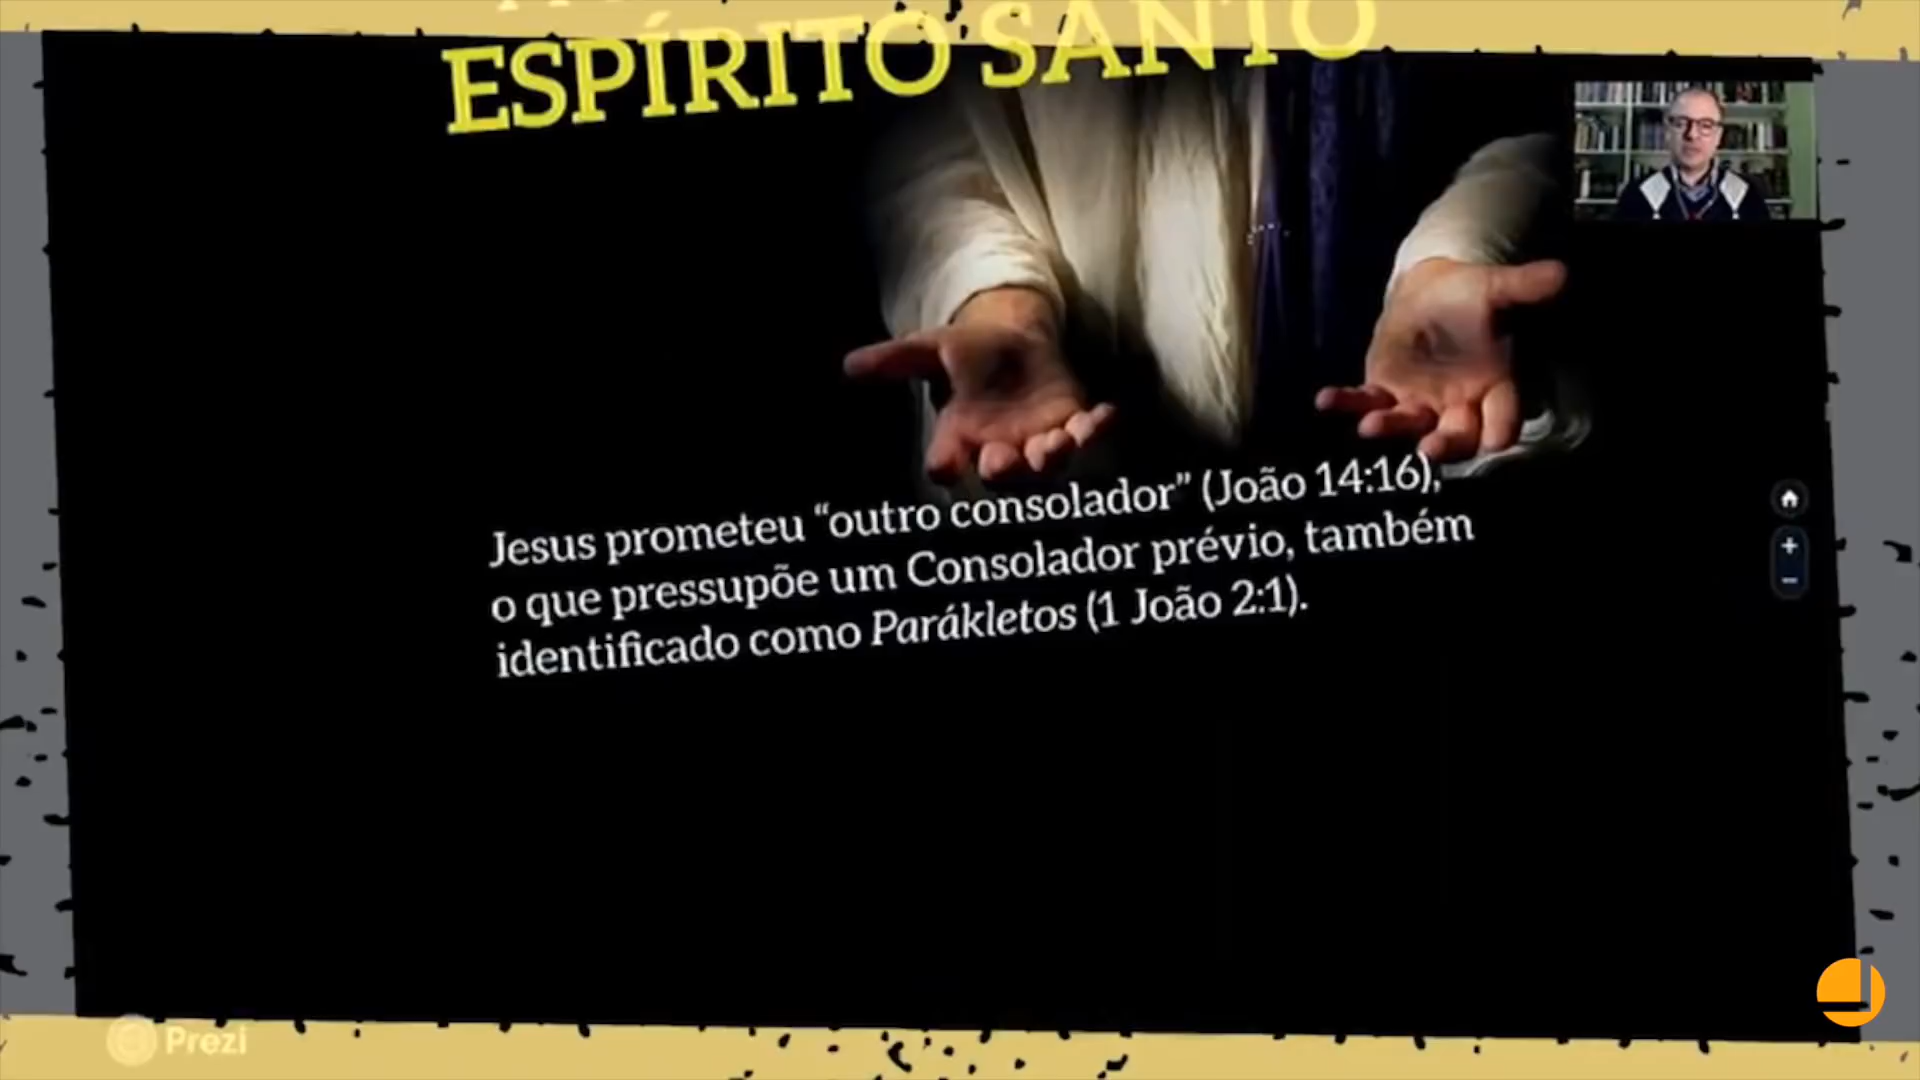 ESPÍRITO SANTO
Jesus prometeu “outro consolador” (João 14:16),
o que pressupõe um Consolador prévio, também
identificado como Parákletos (1 João 2:1).
Prezi